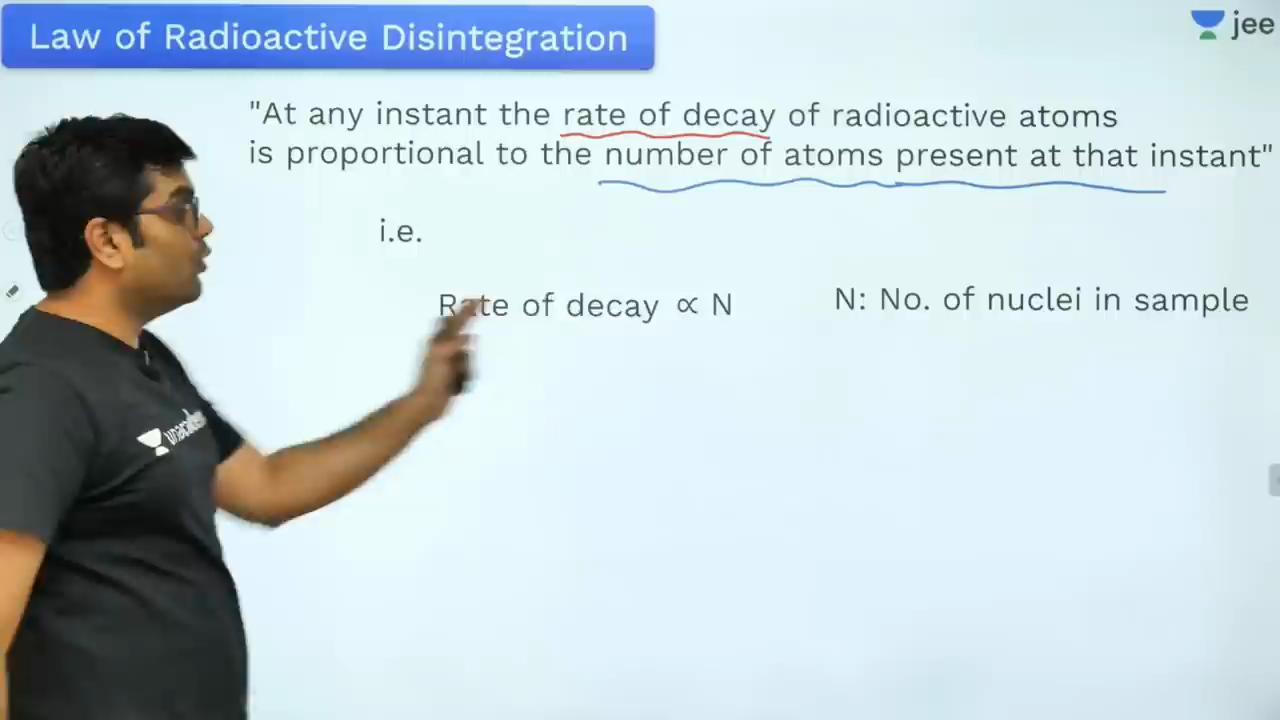 Law of Radioactive Disintegration
jee
"At any instant the rate of decay of radioactive atoms
is proportional to the number of atoms present at that instant"
i.e.
Rate of decay ∝ N
N: No. of nuclei in sample
unacademy